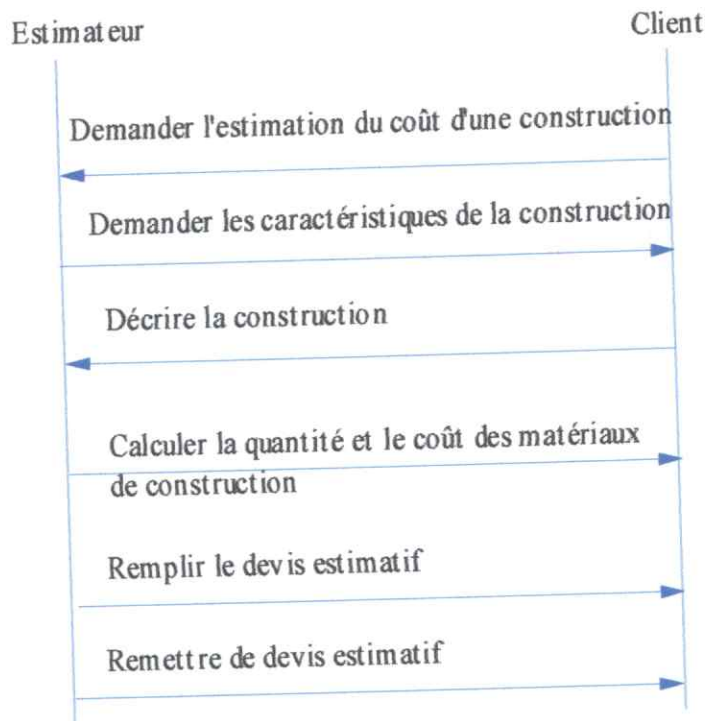 Estimateur
Client
Demander l'estimation du coût d'une construction
Demander les caractéristiques de la construction
Décrire la construction
Calculer la quantité et le coût des matériaux
de construction
Remplir le devis estimatif
Remettre de devis estimatif